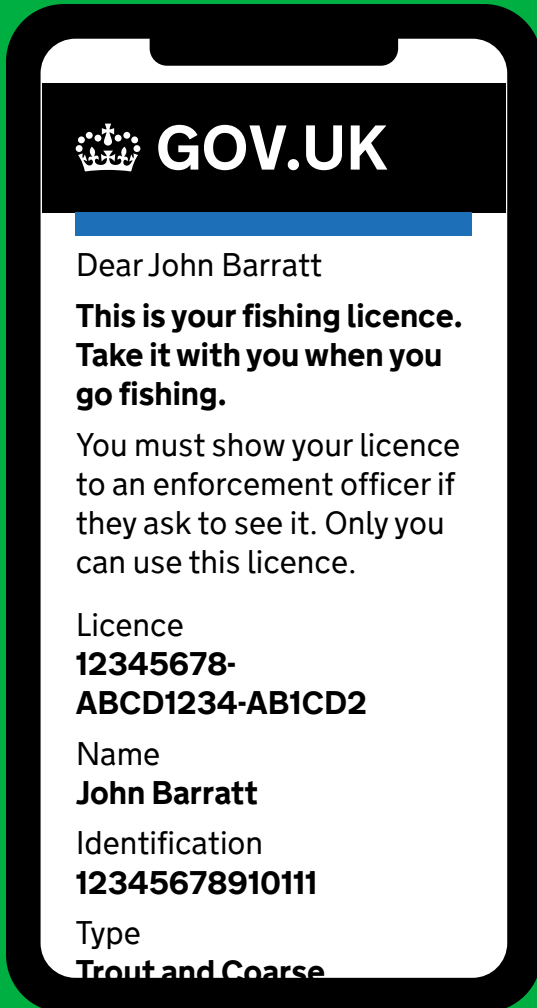 GOV.UK
Dear John Barratt
This is your fishing licence.
Take it with you when you
go fishing.
You must show your licence
to an enforcement officer if
they ask to see it. Only you
can use this licence.
Licence
12345678-
ABCD1234-AB1CD2
Name
John Barratt
Identification
12345678910111
Type
Trout and Coarse